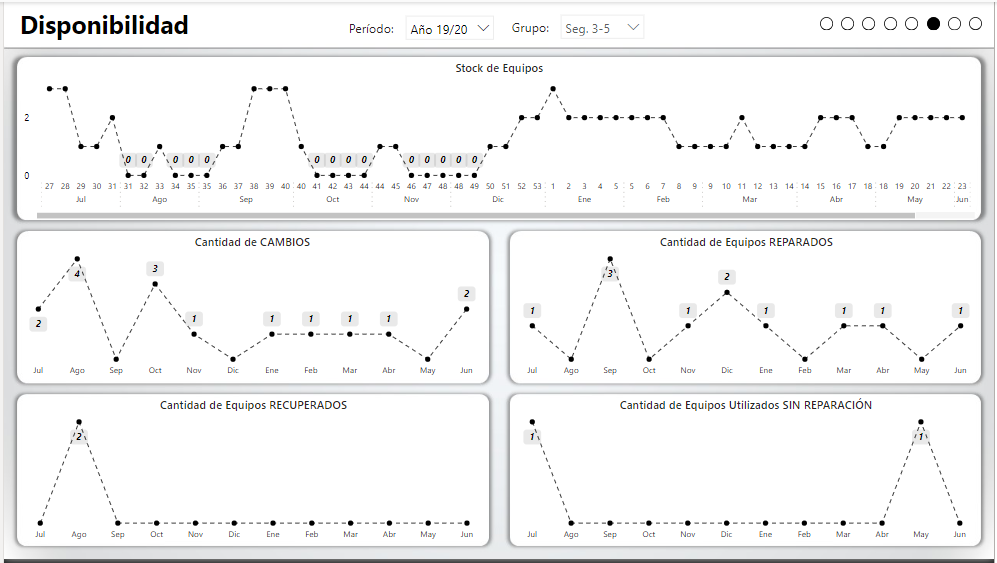 Disponibilidad
Período: Año 19/20 Grupo: Seg. 3-5
Stock de Equipos
2
0 0 0 0 0 0 0 0 0 0 0 0 0 0
0
27 28 29 30 31 31 32 33 34 35 35 36 37 38 39 40 40 41 42 43 44 44 45 46 47 48 48 49 50 51 52 53 1 2 3 4 5 5 6 7 8 9 9 10 11 12 13 14 14 15 16 17 18 18 19 20 21 22 23
Jul Ago Sep Oct Nov Dic Ene Feb Mar Abr May Jun
Cantidad de CAMBIOS
2 4 3 1 1 1 1 1 2
Jul Ago Sep Oct Nov Dic Ene Feb Mar Abr May Jun
Cantidad de Equipos REPARADOS
1 3 1 2 1 1 1 1
Jul Ago Sep Oct Nov Dic Ene Feb Mar Abr May Jun
Cantidad de Equipos RECUPERADOS
2
Jul Ago Sep Oct Nov Dic Ene Feb Mar Abr May Jun
Cantidad de Equipos Utilizados SIN REPARACIÓN
1 1
Jul Ago Sep Oct Nov Dic Ene Feb Mar Abr May Jun